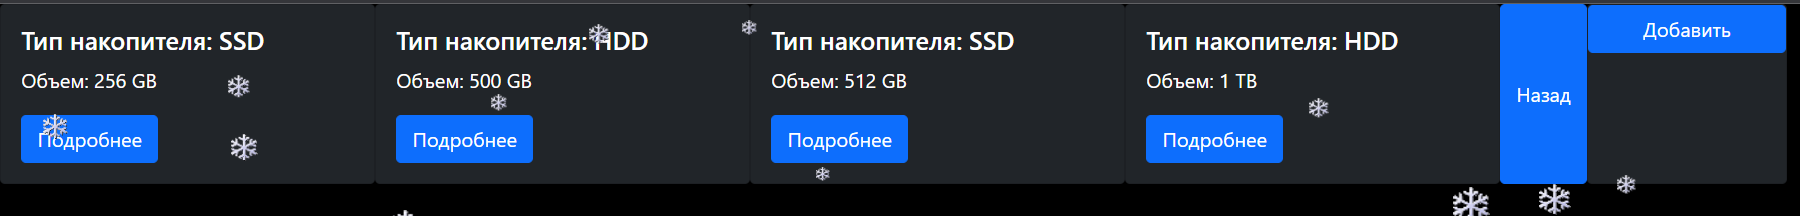 Тип накопителя: SSD
Объем: 256 GB
Подробнее
Тип накопителя: HDD
Объем: 500 GB
Подробнее
Тип накопителя: SSD
Объем: 512 GB
Подробнее
Тип накопителя: HDD
Объем: 1 TB
Подробнее
Назад
Добавить